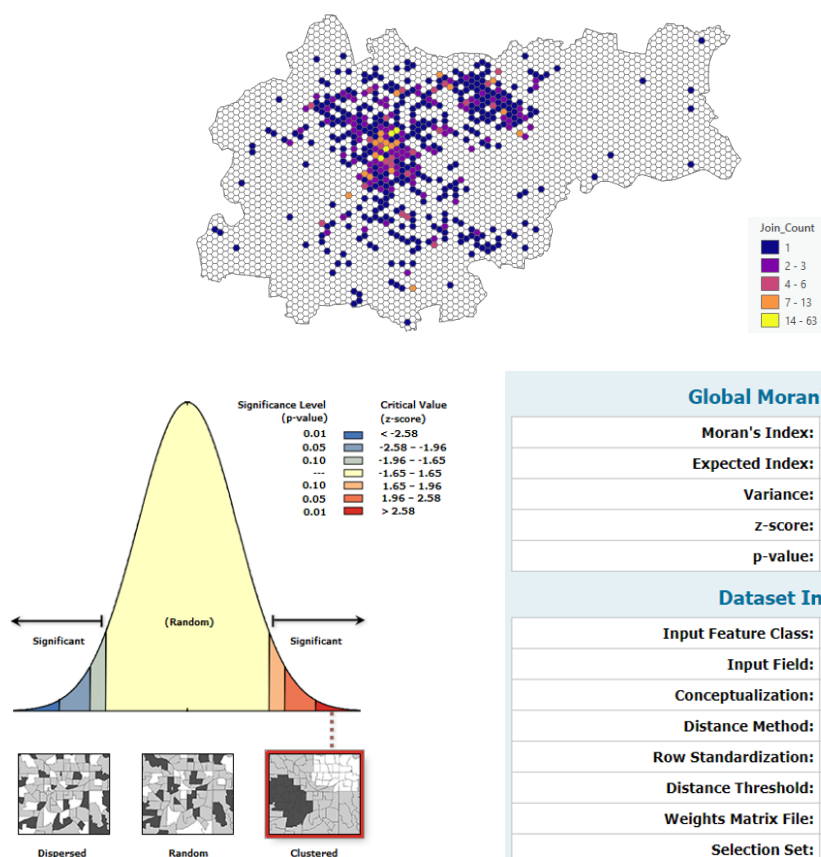 Join_Count
1
2 - 3
4 - 6
7 - 13
14 - 63
Significance Level
(p-value)
Critical Value
(z-score)
0.01 < -2.58
0.05 -2.58 – -1.96
0.10 -1.96 – -1.65
--- -1.65 – 1.65
0.10 1.65 – 1.96
0.05 1.96 – 2.58
0.01 > 2.58
Significant
(Random)
Significant
Dispersed
Random
Clustered
Global Moran
Moran's Index:
Expected Index:
Variance:
z-score:
p-value:
Dataset In
Input Feature Class:
Input Field:
Conceptualization:
Distance Method:
Row Standardization:
Distance Threshold:
Weights Matrix File:
Selection Set: